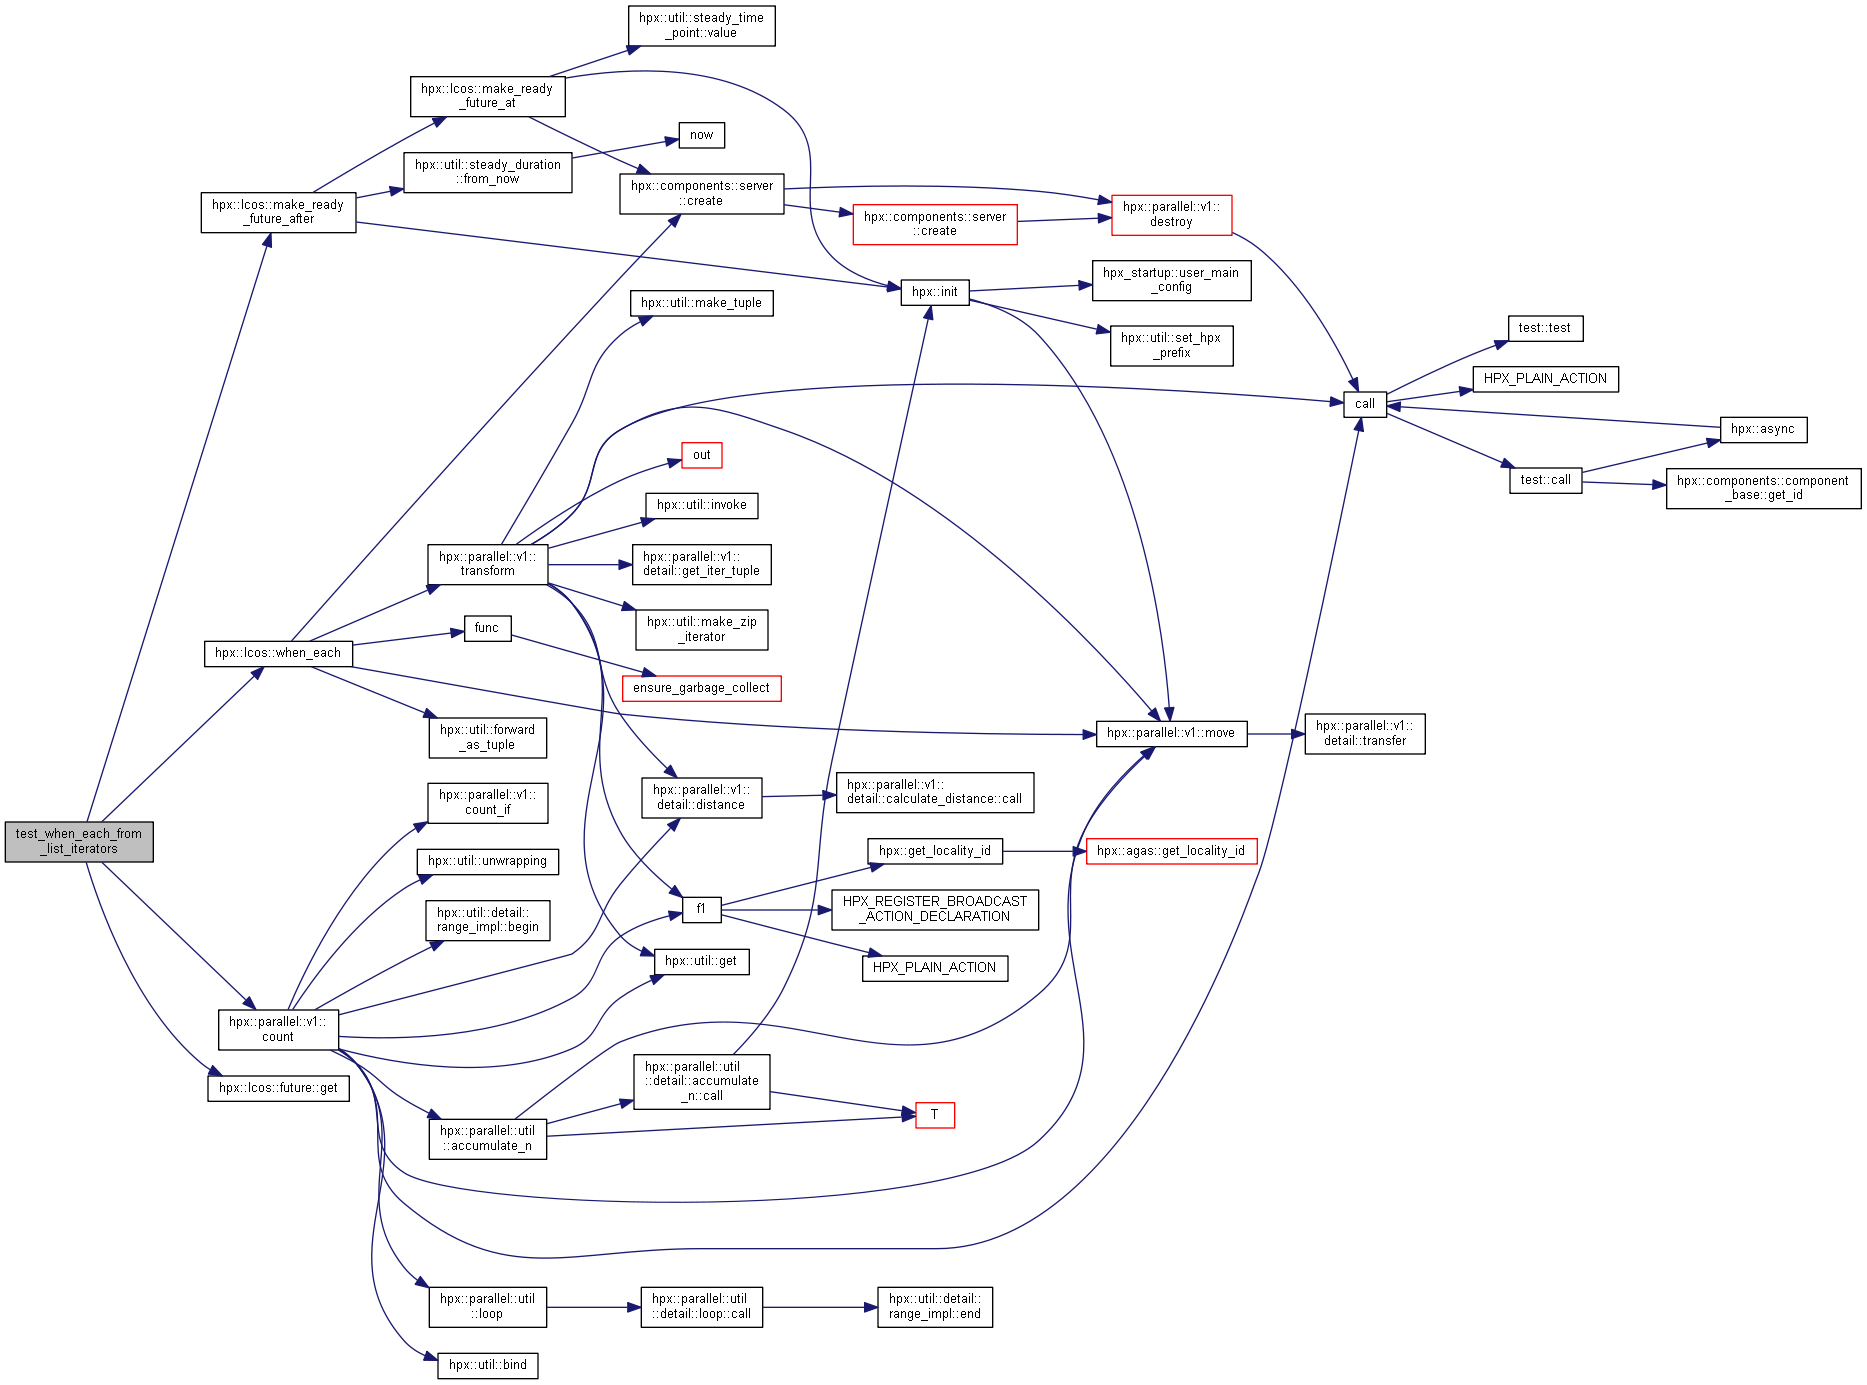 hpx::util::steady_time
_point::value
hpx::lcos::make_ready
_future_at
now
hpx::util::steady_duration
::from_now
hpx::components::server
::create
hpx::lcos::make_ready
_future_after
hpx::components::server
::create
hpx::parallel::v1::
destroy
hpx::init
hpx_startup::user_main
_config
hpx::util::make_tuple
hpx::util::set_hpx
_prefix
test::test
HPX_PLAIN_ACTION
call
hpx::async
out
test::call
hpx::components::component
_base::get_id
hpx::util::invoke
hpx::parallel::v1::
transform
hpx::parallel::v1::
detail::get_iter_tuple
hpx::util::make_zip
_iterator
func
hpx::lcos::when_each
ensure_garbage_collect
hpx::util::forward
_as_tuple
hpx::parallel::v1::move
hpx::parallel::v1::
detail::transfer
hpx::parallel::v1::
detail::distance
hpx::parallel::v1::
detail::calculate_distance::call
hpx::parallel::v1::
count_if
test_when_each_from
_list_iterators
hpx::util::unwrapping
hpx::get_locality_id
hpx::agas::get_locality_id
f1
HPX_REGISTER_BROADCAST
_ACTION_DECLARATION
hpx::util::detail::
range_impl::begin
hpx::util::get
HPX_PLAIN_ACTION
hpx::parallel::v1::
count
hpx::lcos::future::get
hpx::parallel::util
::detail::accumulate
_n::call
T
hpx::parallel::util
::accumulate_n
hpx::parallel::util
::loop
hpx::parallel::util
::detail::loop::call
hpx::util::detail::
range_impl::end
hpx::util::bind